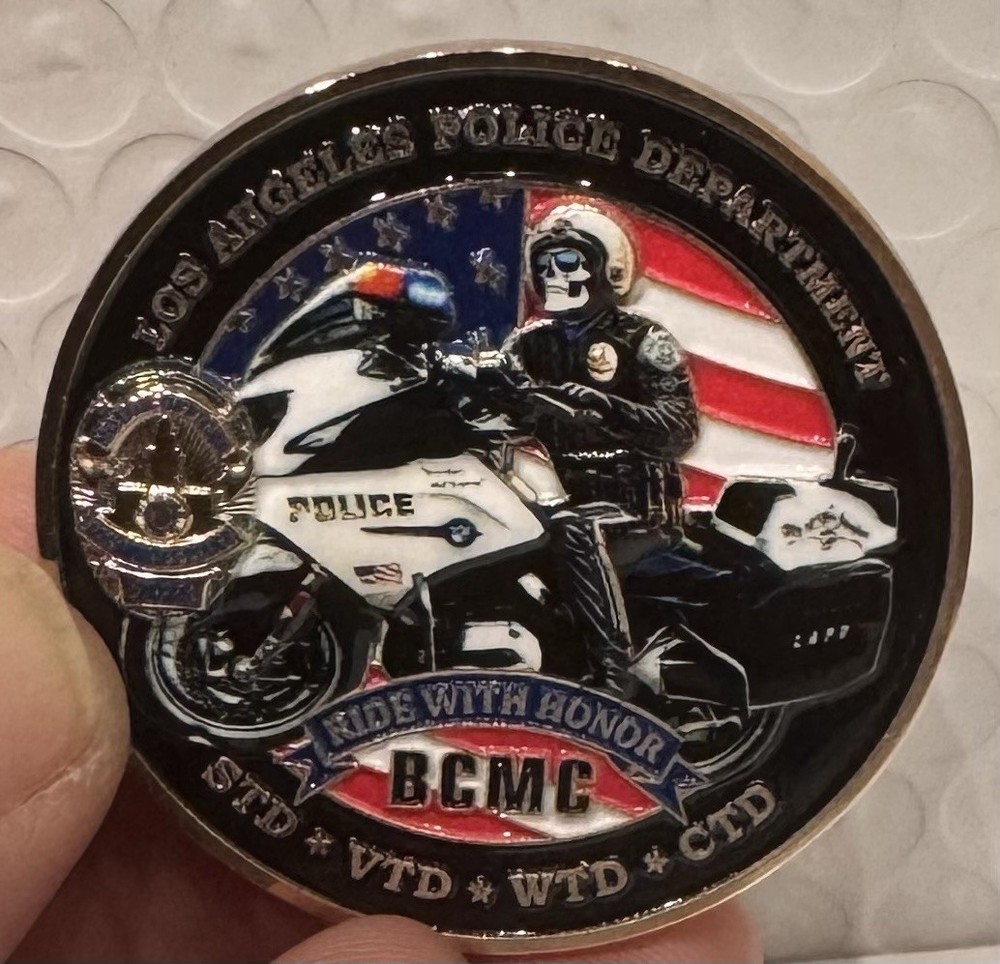 LOS ANGELES POLICE DEPARTMENT
POLICE
LAPD
RIDE WITH HONOR
BCMC
STD * VTD * WTD * CTD